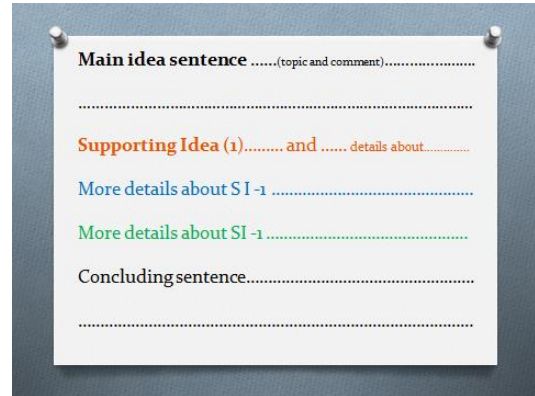 Main idea sentence ......(topic and comment)......................
..........................................................................................
Supporting Idea (1)......... and ...... details about..............
More details about S I -1 ..............................................
More details about SI -1 ..............................................
Concluding sentence....................................................
..........................................................................................